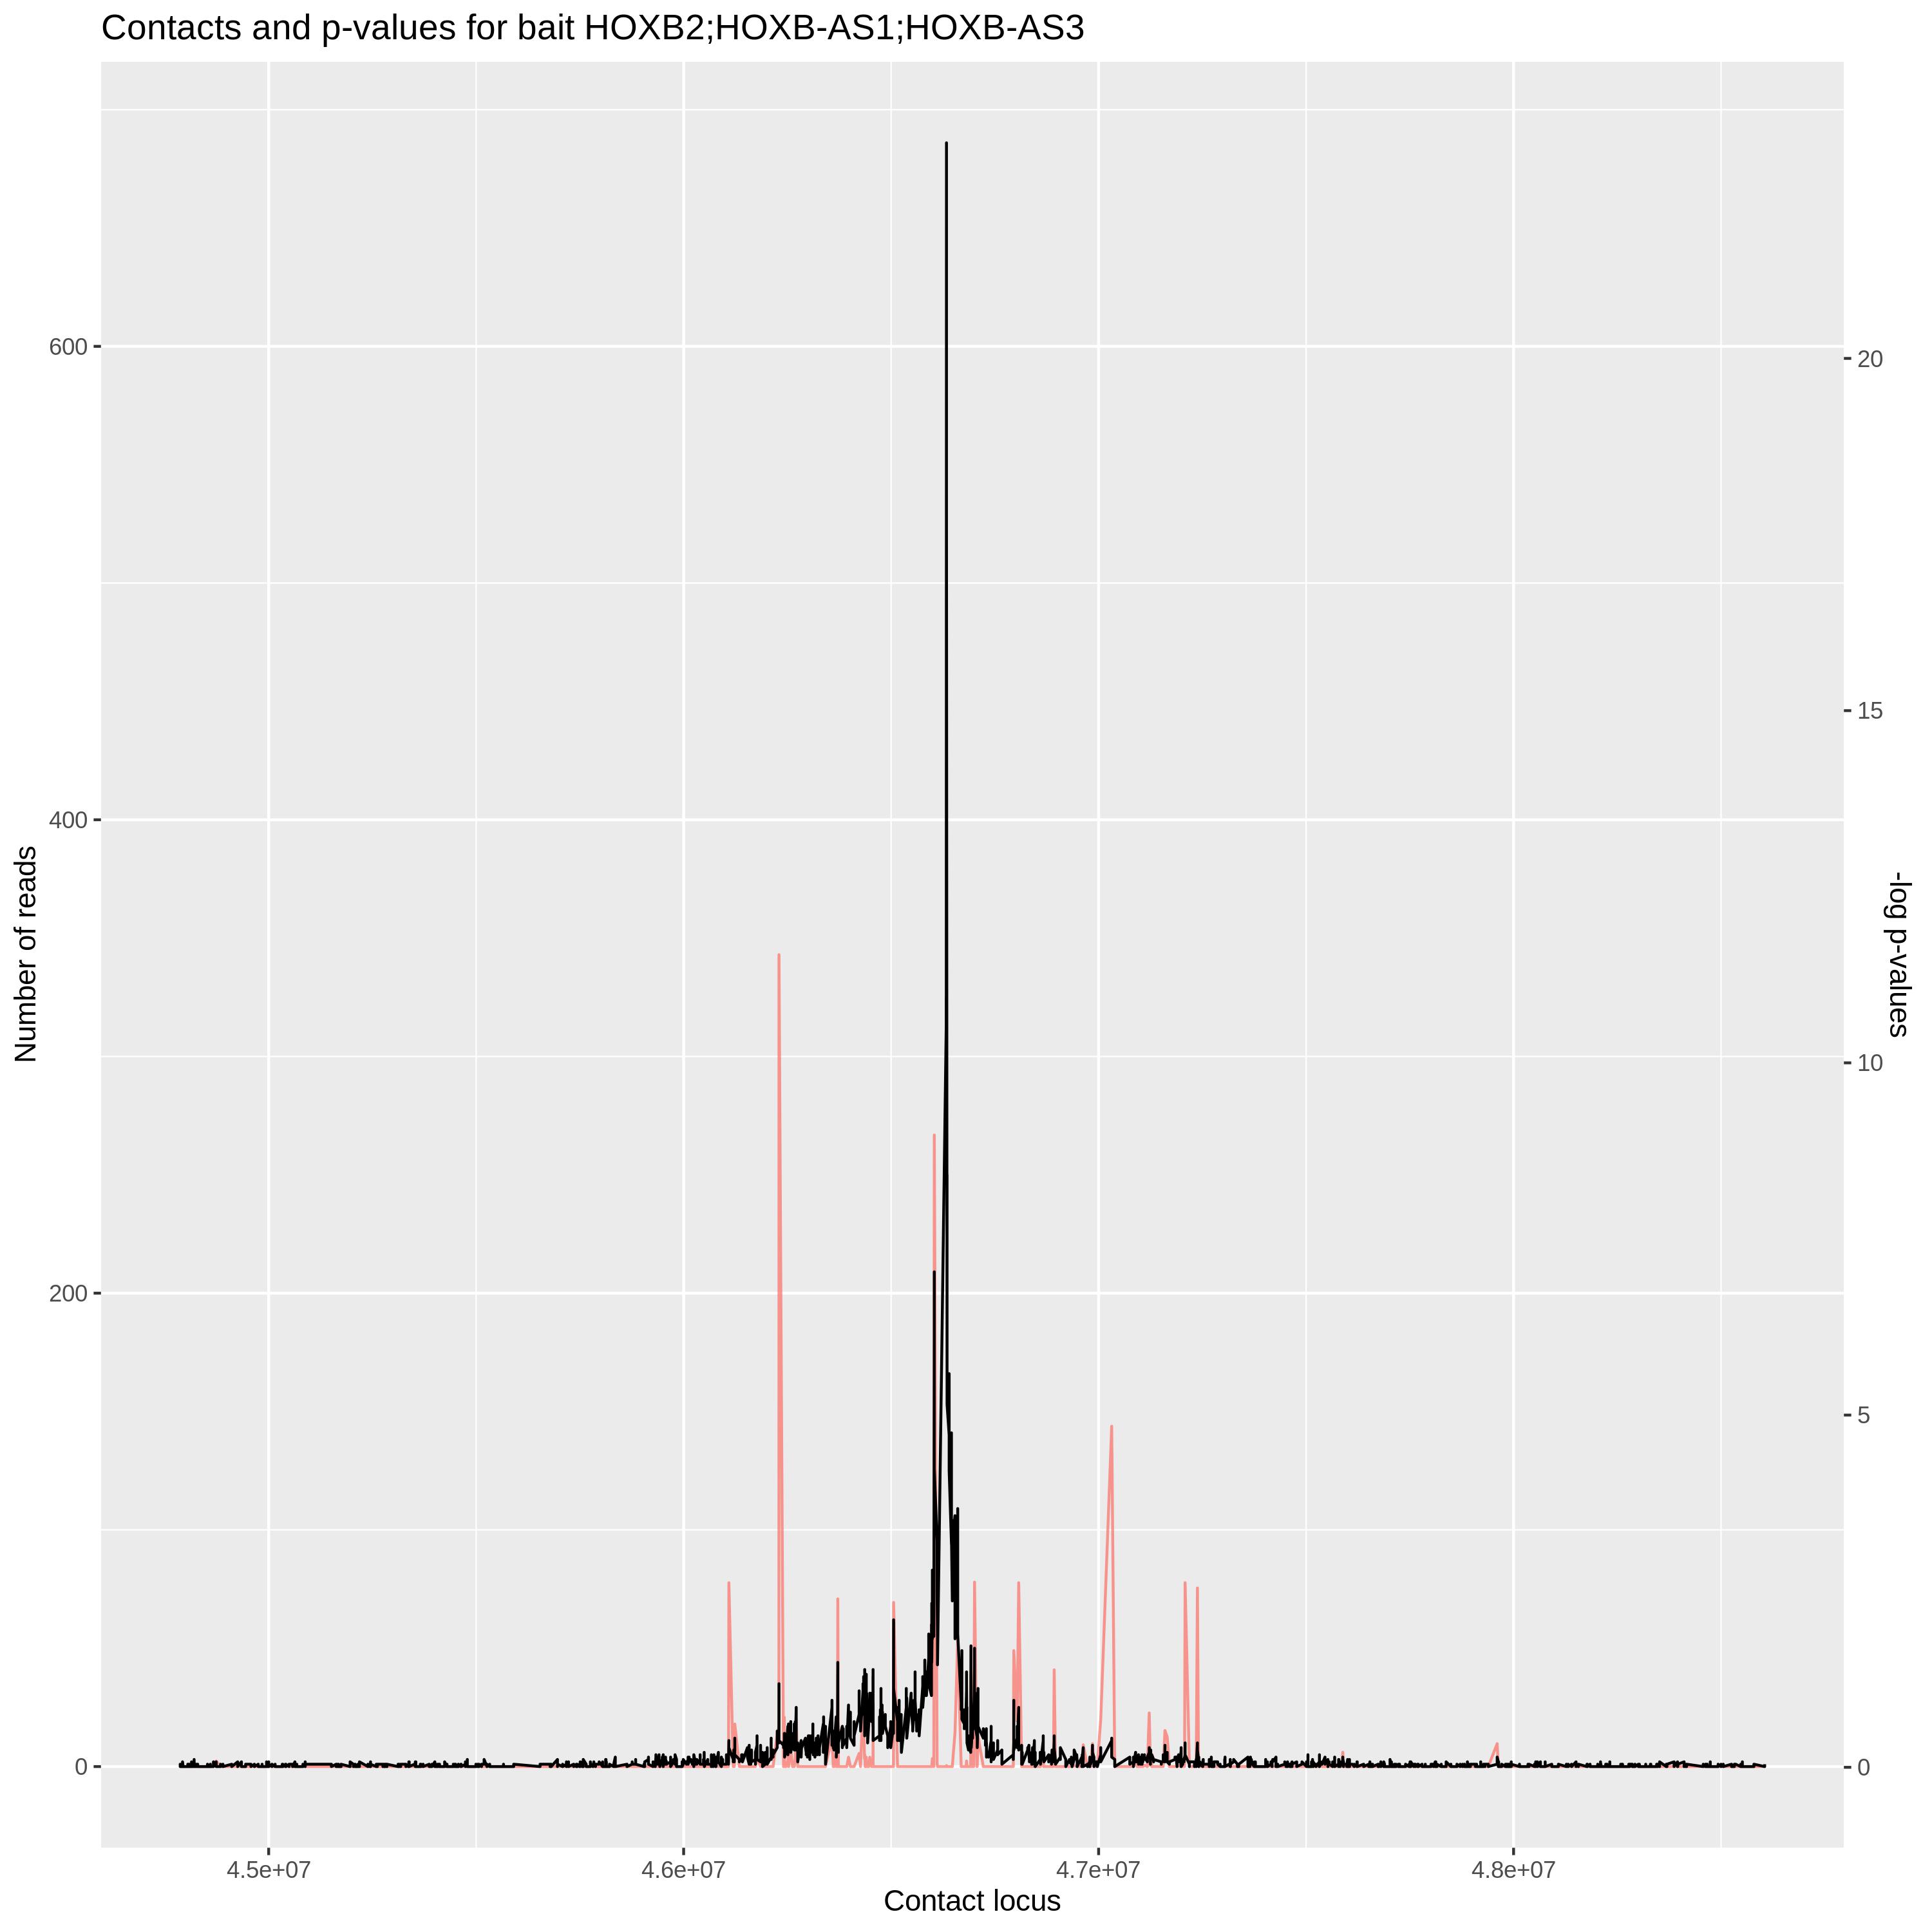 Contacts and p-values for bait HOXB2;HOXB-AS1;HOXB-AS3
600
400
200
0
Number of reads
20
15
10
5
0
-log p-values
4.5e+07
4.6e+07
4.7e+07
4.8e+07
Contact locus